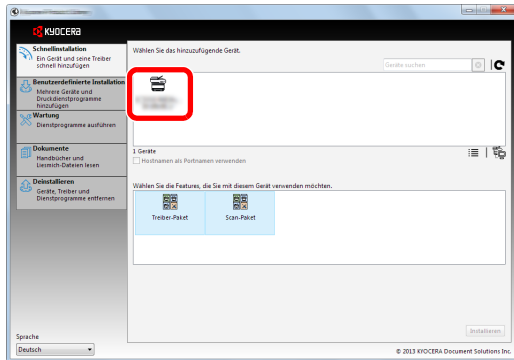 KYOCERA
Schnellinstallation
Ein Gerät und seine Treiber
schnell hinzufügen
Benutzerdefinierte Installation
Mehrere Geräte und
Druckdienstprogramme
hinzufügen
Wartung
Dienstprogramme ausführen
Dokumente
Handbücher und
Liesmich-Dateien lesen
Deinstallieren
Geräte, Treiber und
Dienstprogramme entfernen
Sprache
Deutsch
Wählen Sie das hinzuzufügende Gerät.
Geräte suchen
1 Geräte
Hostnamen als Portnamen verwenden
Wählen Sie die Features, die Sie mit diesem Gerät verwenden möchten.
Treiber-Paket
Scan-Paket
Installieren
© 2013 KYOCERA Document Solutions Inc.